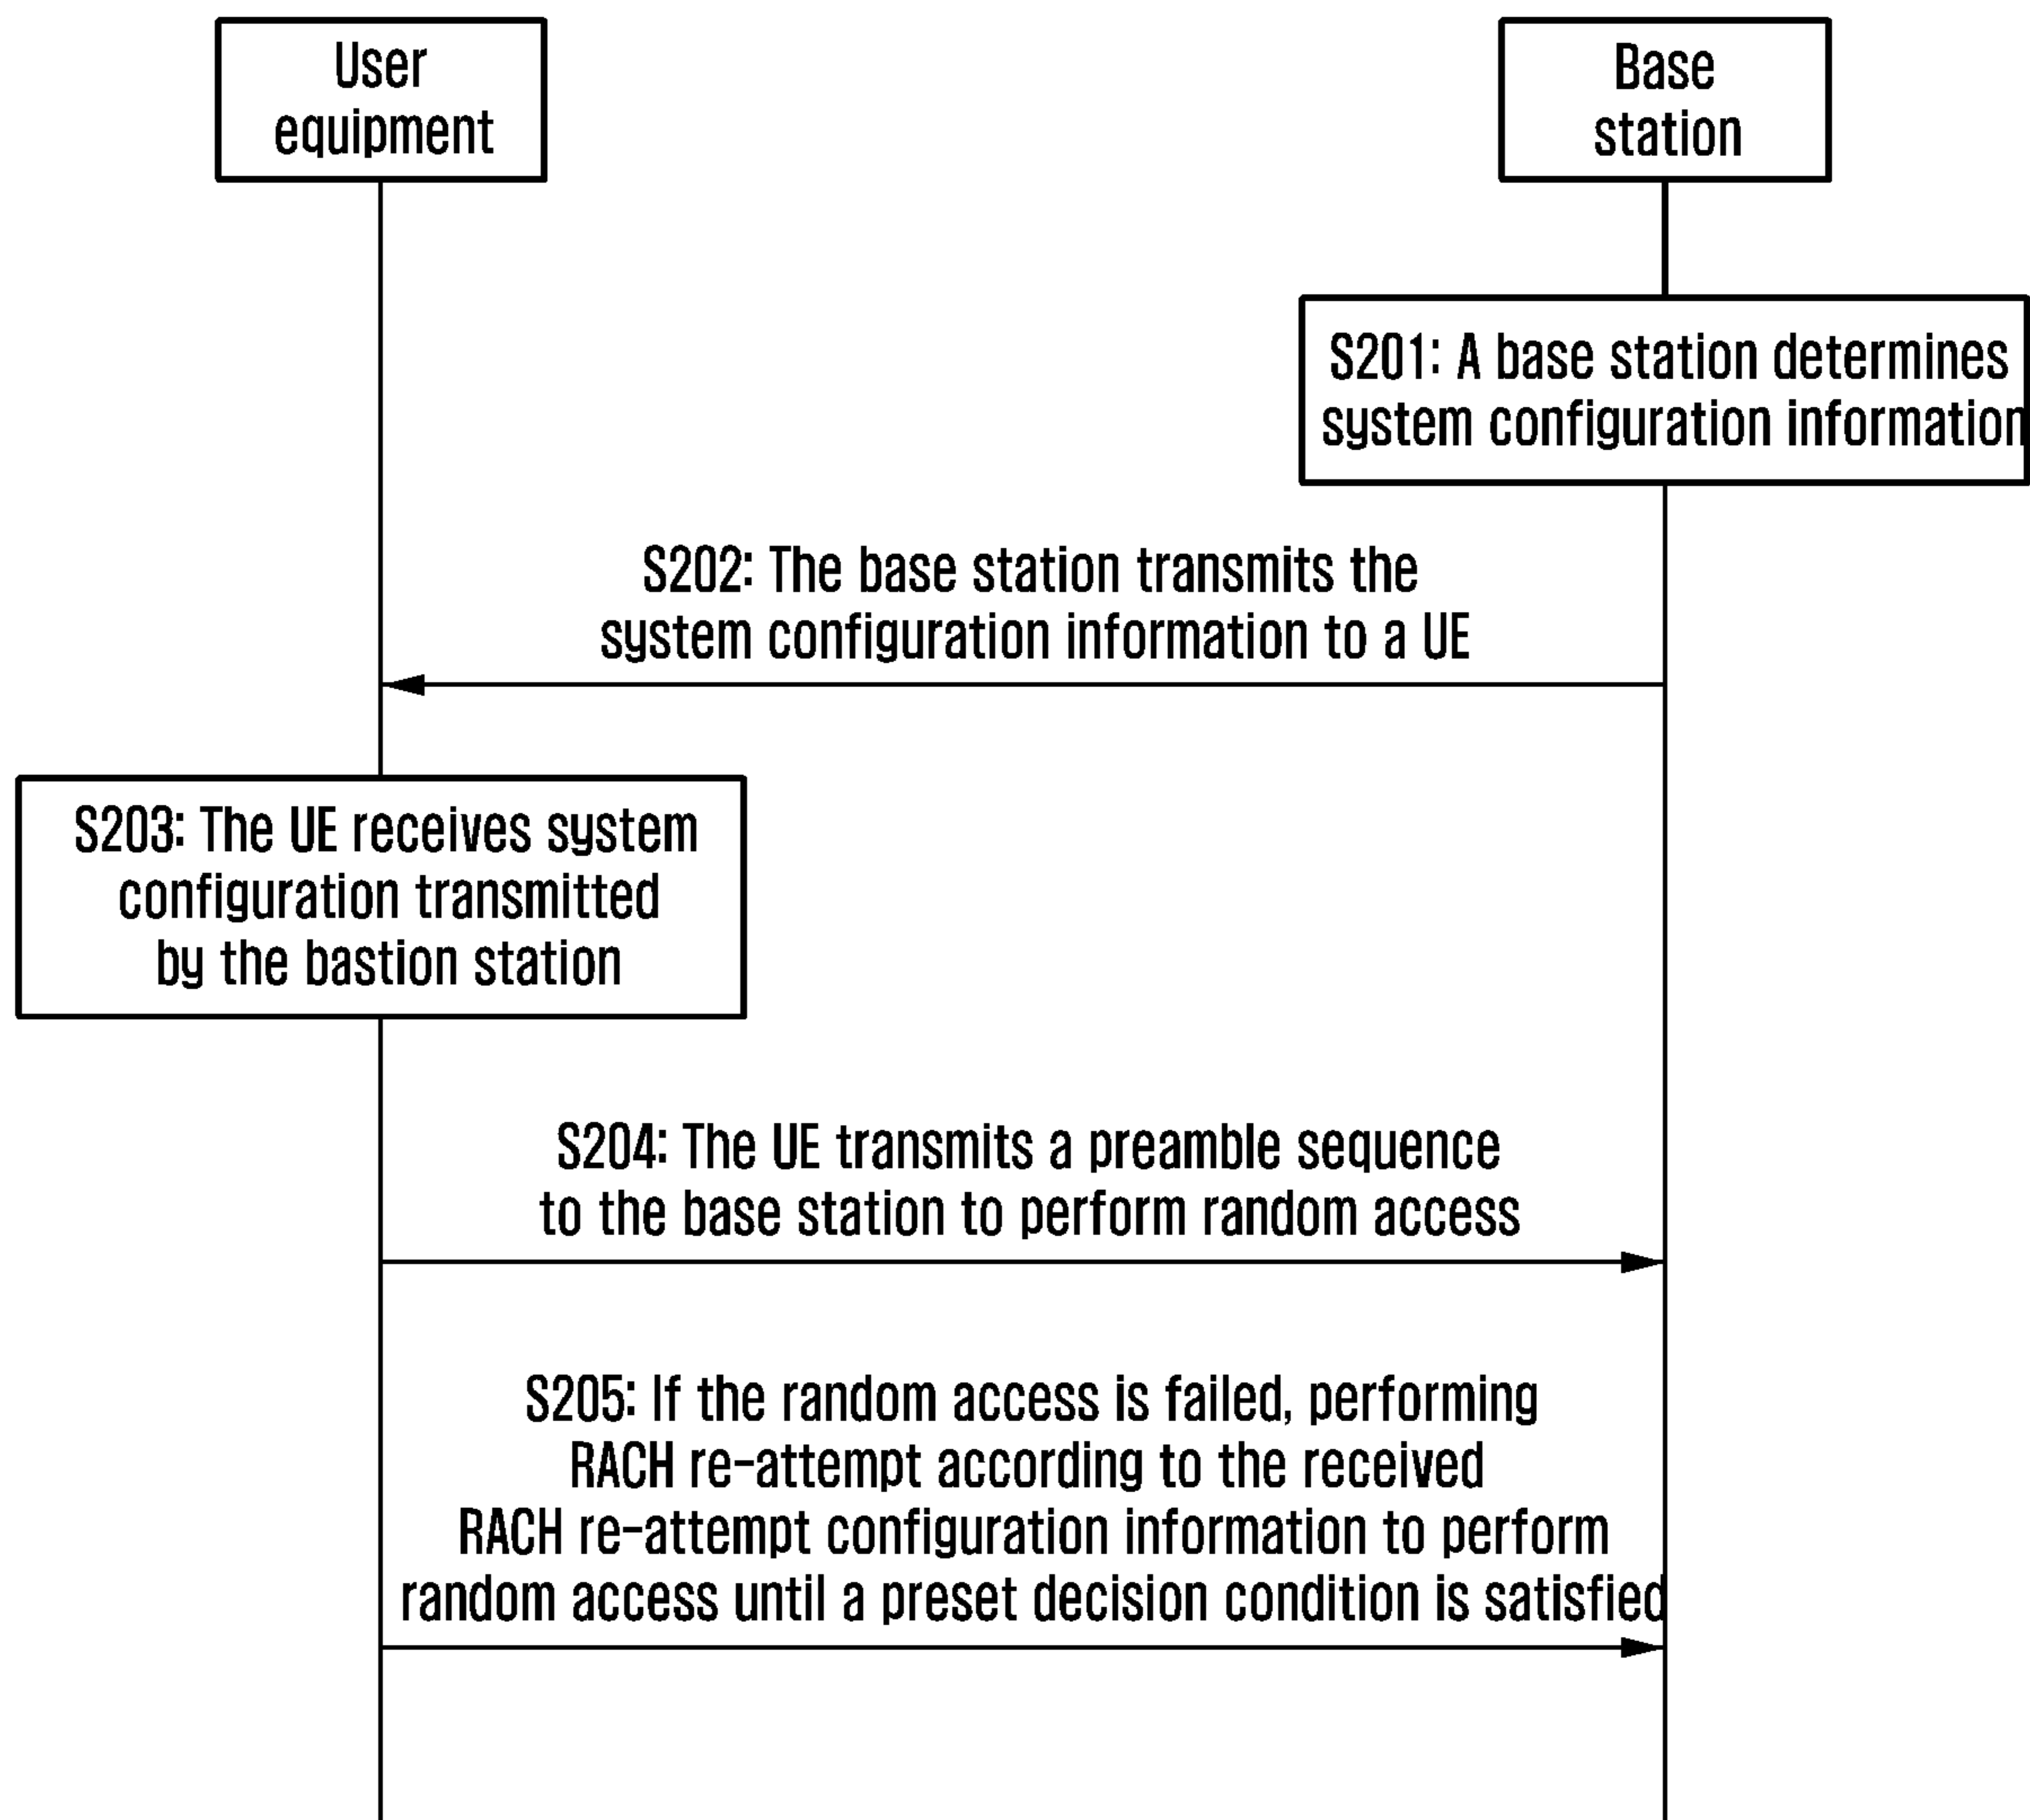 User
equipment
Base
station
S201: A base station determines
system configuration information
S202: The base station transmits the
system configuration information to a UE
S203: The UE receives system
configuration transmitted
by the bastion station
S204: The UE transmits a preamble sequence
to the base station to perform random access
S205: If the random access is failed, performing
RACH re-attempt according to the received
RACH re-attempt configuration information to perform
random access until a preset decision condition is satisfied